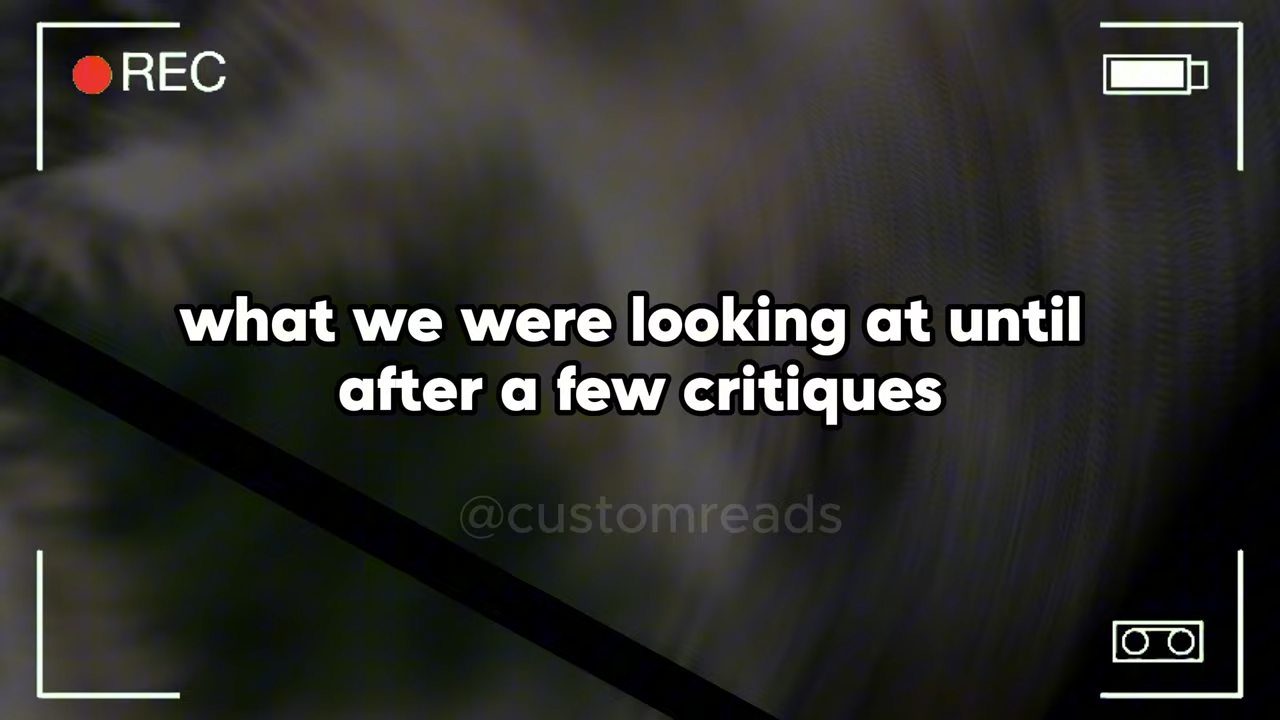 REC
what we were looking at until
after a few critiques
@customreads